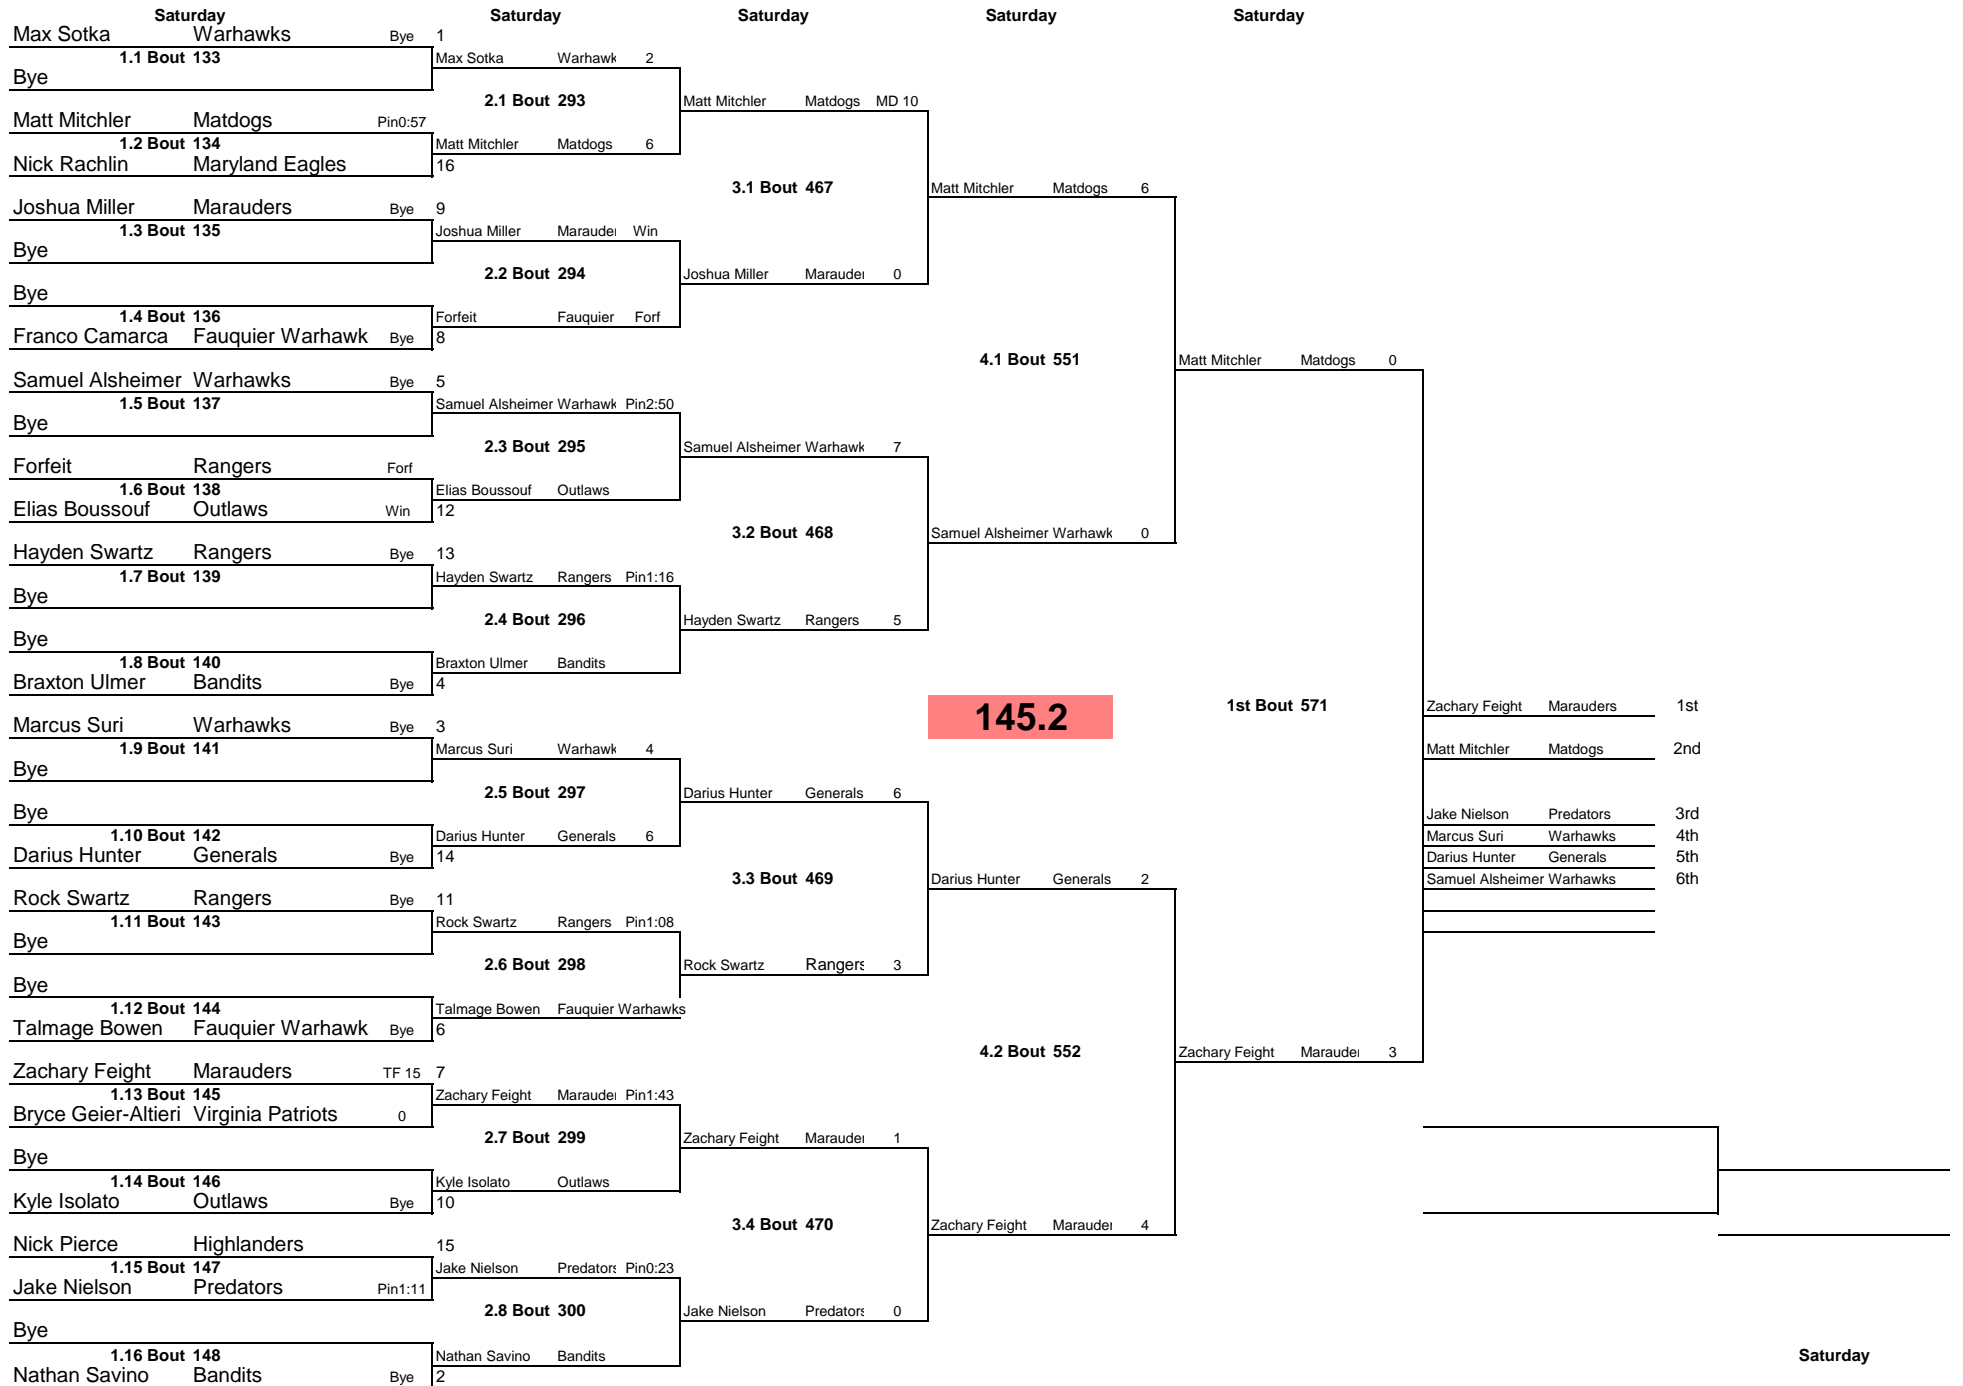 Saturday Saturday Saturday Saturday Saturday
Max Sotka Warhawks Bye 1
1.1 Bout 133
Bye
Matt Mitchler Matdogs Pin0:57
1.2 Bout 134
Nick Rachlin Maryland Eagles 16
Joshua Miller Marauders Bye 9
1.3 Bout 135
Bye
Bye
1.4 Bout 136
Franco Camarca Fauquier Warhawk Bye 8
Samuel Alsheimer Warhawks Bye 5
1.5 Bout 137
Bye
Forfeit Rangers Forf
1.6 Bout 138
Elias Boussouf Outlaws Win 12
Hayden Swartz Rangers Bye 13
1.7 Bout 139
Bye
Bye
1.8 Bout 140
Braxton Ulmer Bandits Bye 4
Marcus Suri Warhawks Bye 3
1.9 Bout 141
Bye
Bye
1.10 Bout 142
Darius Hunter Generals Bye 14
Rock Swartz Rangers Bye 11
1.11 Bout 143
Bye
Bye
1.12 Bout 144
Talmage Bowen Fauquier Warhawk Bye 6
Zachary Feight Marauders TF 15 7
1.13 Bout 145
Bryce Geier-Altieri Virginia Patriots 0
Bye
1.14 Bout 146
Kyle Isolato Outlaws Bye 10
Nick Pierce Highlanders 15
1.15 Bout 147
Jake Nielson Predators Pin1:11
Bye
1.16 Bout 148
Nathan Savino Bandits Bye 2
Max Sotka Warhawk 2
2.1 Bout 293
Matt Mitchler Matdogs 6
Joshua Miller Marauder Win
2.2 Bout 294
Forfeit Fauquier Forf
Samuel Alsheimer Warhawk Pin2:50
2.3 Bout 295
Elias Boussouf Outlaws
Hayden Swartz Rangers Pin1:16
2.4 Bout 296
Braxton Ulmer Bandits
Marcus Suri Warhawk 4
2.5 Bout 297
Darius Hunter Generals 6
Rock Swartz Rangers Pin1:08
2.6 Bout 298
Talmage Bowen Fauquier Warhawks
Zachary Feight Marauder Pin1:43
2.7 Bout 299
Kyle Isolato Outlaws
Jake Nielson Predators Pin0:23
2.8 Bout 300
Nathan Savino Bandits
Matt Mitchler Matdogs MD 10
3.1 Bout 467
Joshua Miller Marauder 0
Samuel Alsheimer Warhawk 7
3.2 Bout 468
Hayden Swartz Rangers 5
Darius Hunter Generals 6
3.3 Bout 469
Rock Swartz Rangers 3
Zachary Feight Marauder 1
3.4 Bout 470
Jake Nielson Predators 0
Matt Mitchler Matdogs 6
4.1 Bout 551
Samuel Alsheimer Warhawk 0
145.2
Darius Hunter Generals 2
4.2 Bout 552
Zachary Feight Marauder 4
Matt Mitchler Matdogs 0
1st Bout 571
Zachary Feight Marauder 3
Zachary Feight Marauders 1st
Matt Mitchler Matdogs 2nd
Jake Nielson Predators 3rd
Marcus Suri Warhawks 4th
Darius Hunter Generals 5th
Samuel Alsheimer Warhawks 6th
Saturday